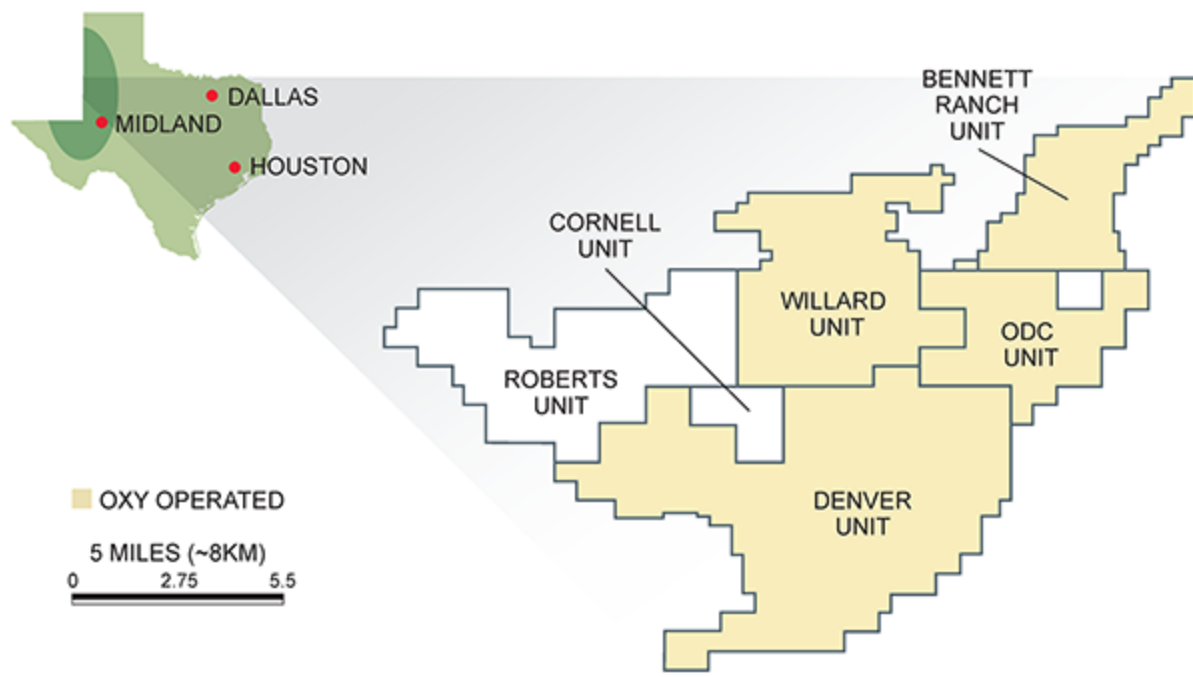 DALLAS
MIDLAND
HOUSTON
BENNETT
RANCH
UNIT
CORNELL
UNIT
WILLARD
UNIT
ODC
UNIT
ROBERTS
UNIT
DENVER
UNIT
OXY OPERATED
5 MILES (~8KM)
0 2.75 5.5